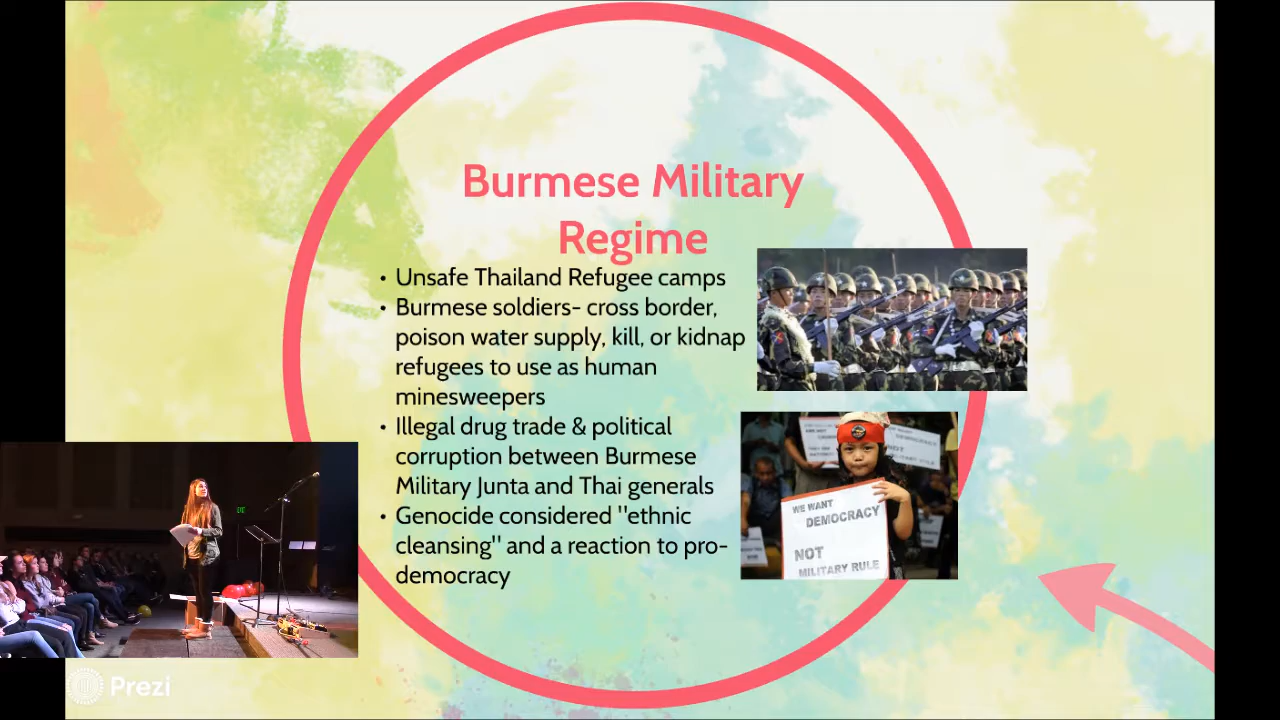 Burmese Military
Regime
• Unsafe Thailand Refugee camps
• Burmese soldiers- cross border,
poison water supply, kill, or kidnap
refugees to use as human
minesweepers
• Illegal drug trade & political
corruption between Burmese
Military Junta and Thai generals
• Genocide considered "ethnic
cleansing" and a reaction to pro-
democracy
WE WANT
DEMOCRACY
NOT
MILITARY RULE
Prezi